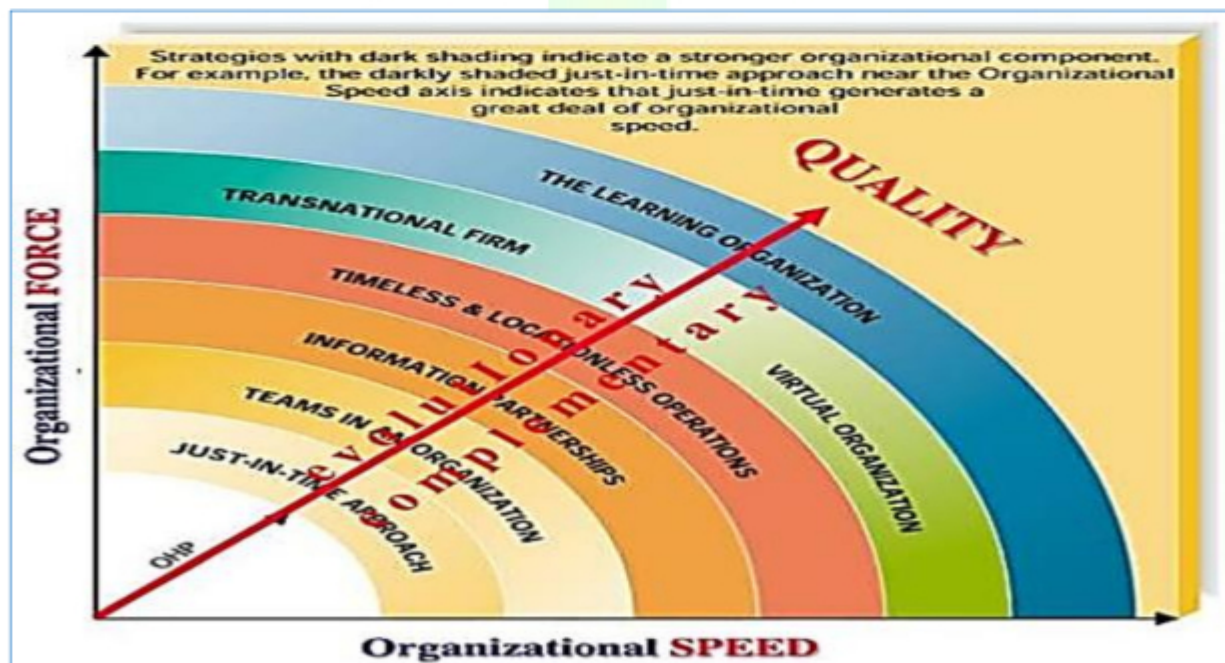 Strategies with dark shading indicate a stronger organizational component.
For example, the darkly shaded just-in-time approach near the Organizational
Speed axis indicates that just-in-time generates a
great deal of organizational
speed.
QUALITY
THE LEARNING ORGANIZATION
TRANSNATIONAL FIRM
VIRTUAL ORGANIZATION
TIMELESS & LOCATIONLESS OPERATIONS
INFORMATION PARTNERSHIPS
TEAMS IN AN ORGANIZATION
JUST-IN-TIME APPROACH
evolutionary
complementary
OHP
Organizational FORCE
Organizational SPEED